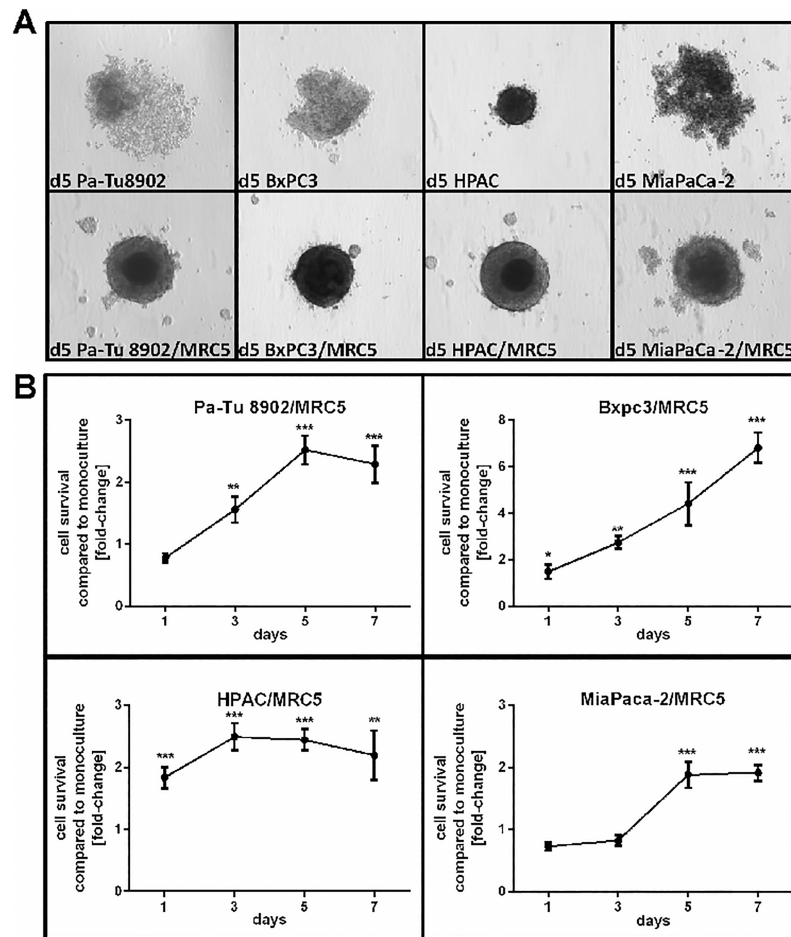 A
d5 Pa-Tu8902
d5 BxPC3
d5 HPAC
d5 MiaPaCa-2
d5 Pa-Tu 8902/MRC5
d5 BxPC3/MRC5
d5 HPAC/MRC5
d5 MiaPaCa-2/MRC5
B
Pa-Tu 8902/MRC5
cell survival
compared to monoculture
[fold-change]
3
2
1
0
**
***
***
1 3 5 7
days
Bxpc3/MRC5
cell survival
compared to monoculture
[fold-change]
8
6
4
2
0
*
**
***
***
1 3 5 7
days
HPAC/MRC5
cell survival
compared to monoculture
[fold-change]
3
2
1
0
***
***
***
**
1 3 5 7
days
MiaPaca-2/MRC5
cell survival
compared to monoculture
[fold-change]
3
2
1
0
***
***
1 3 5 7
days